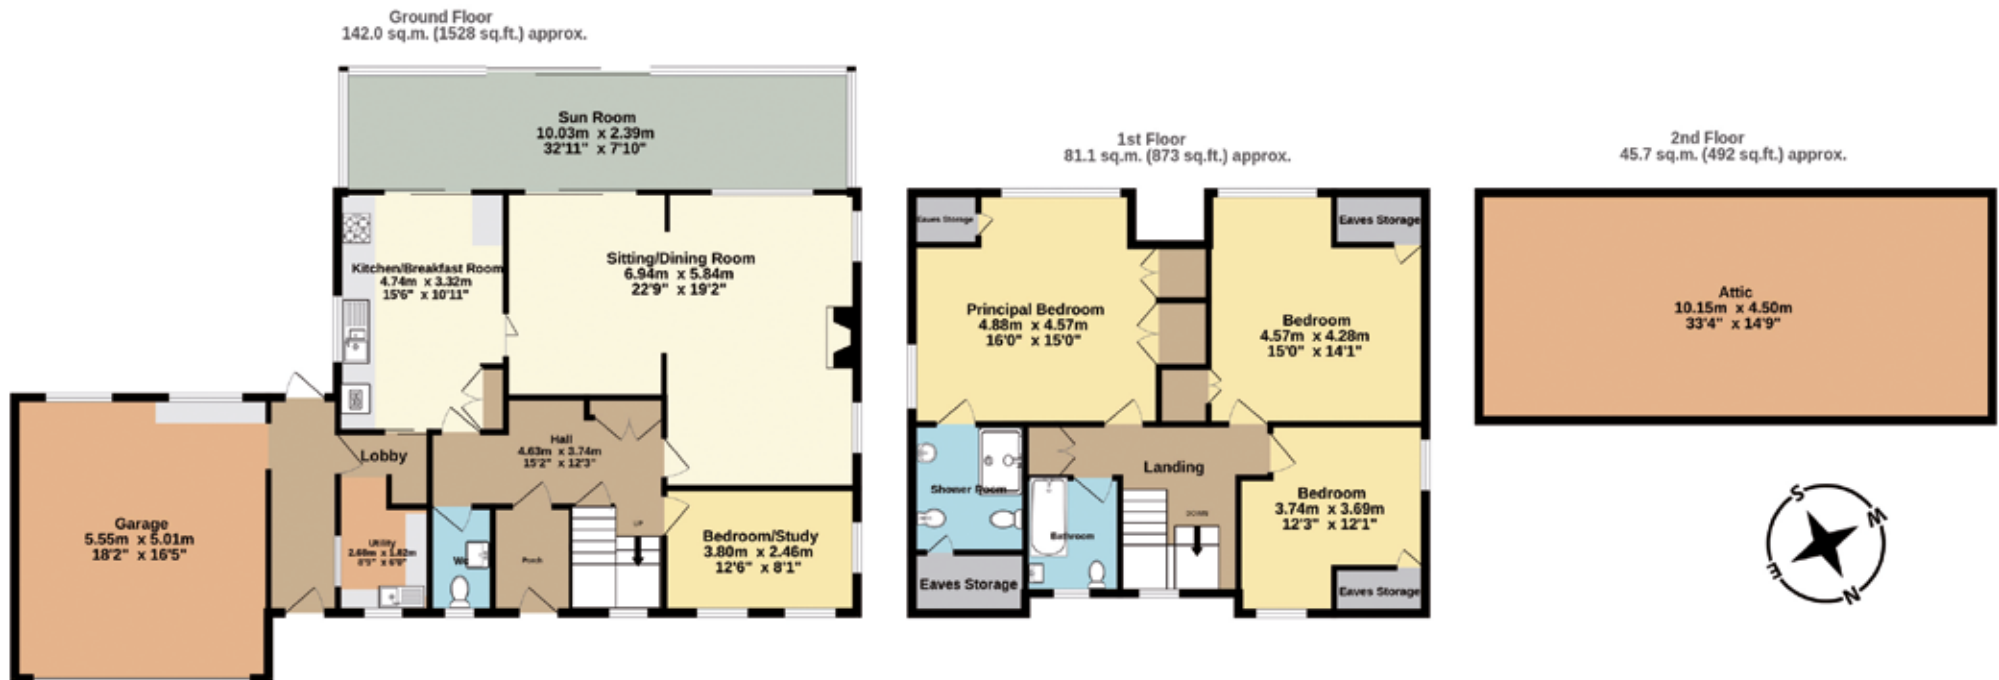 Ground Floor
142.0 sq.m. (1528 sq.ft.) approx.
Sun Room
10.03m x 2.39m
32'11" x 7'10"
Kitchen/Breakfast Room
4.74m x 3.32m
15'6" x 10'11"
Sitting/Dining Room
6.94m x 5.84m
22'9" x 19'2"
Hall
4.63m x 3.74m
15'2" x 12'3"
Lobby
Garage
5.55m x 5.01m
18'2" x 16'5"
Utility
Wc
Porch
UP
Bedroom/Study
3.80m x 2.46m
12'6" x 8'1"
1st Floor
81.1 sq.m. (873 sq.ft.) approx.
Eaves Storage
Eaves Storage
Principal Bedroom
4.88m x 4.57m
16'0" x 15'0"
Bedroom
4.57m x 4.28m
15'0" x 14'1"
Landing
Shower Room
Bathroom
DOWN
Bedroom
3.74m x 3.69m
12'3" x 12'1"
Eaves Storage
Eaves Storage
2nd Floor
45.7 sq.m. (492 sq.ft.) approx.
Attic
10.15m x 4.50m
33'4" x 14'9"
S
W
E
N